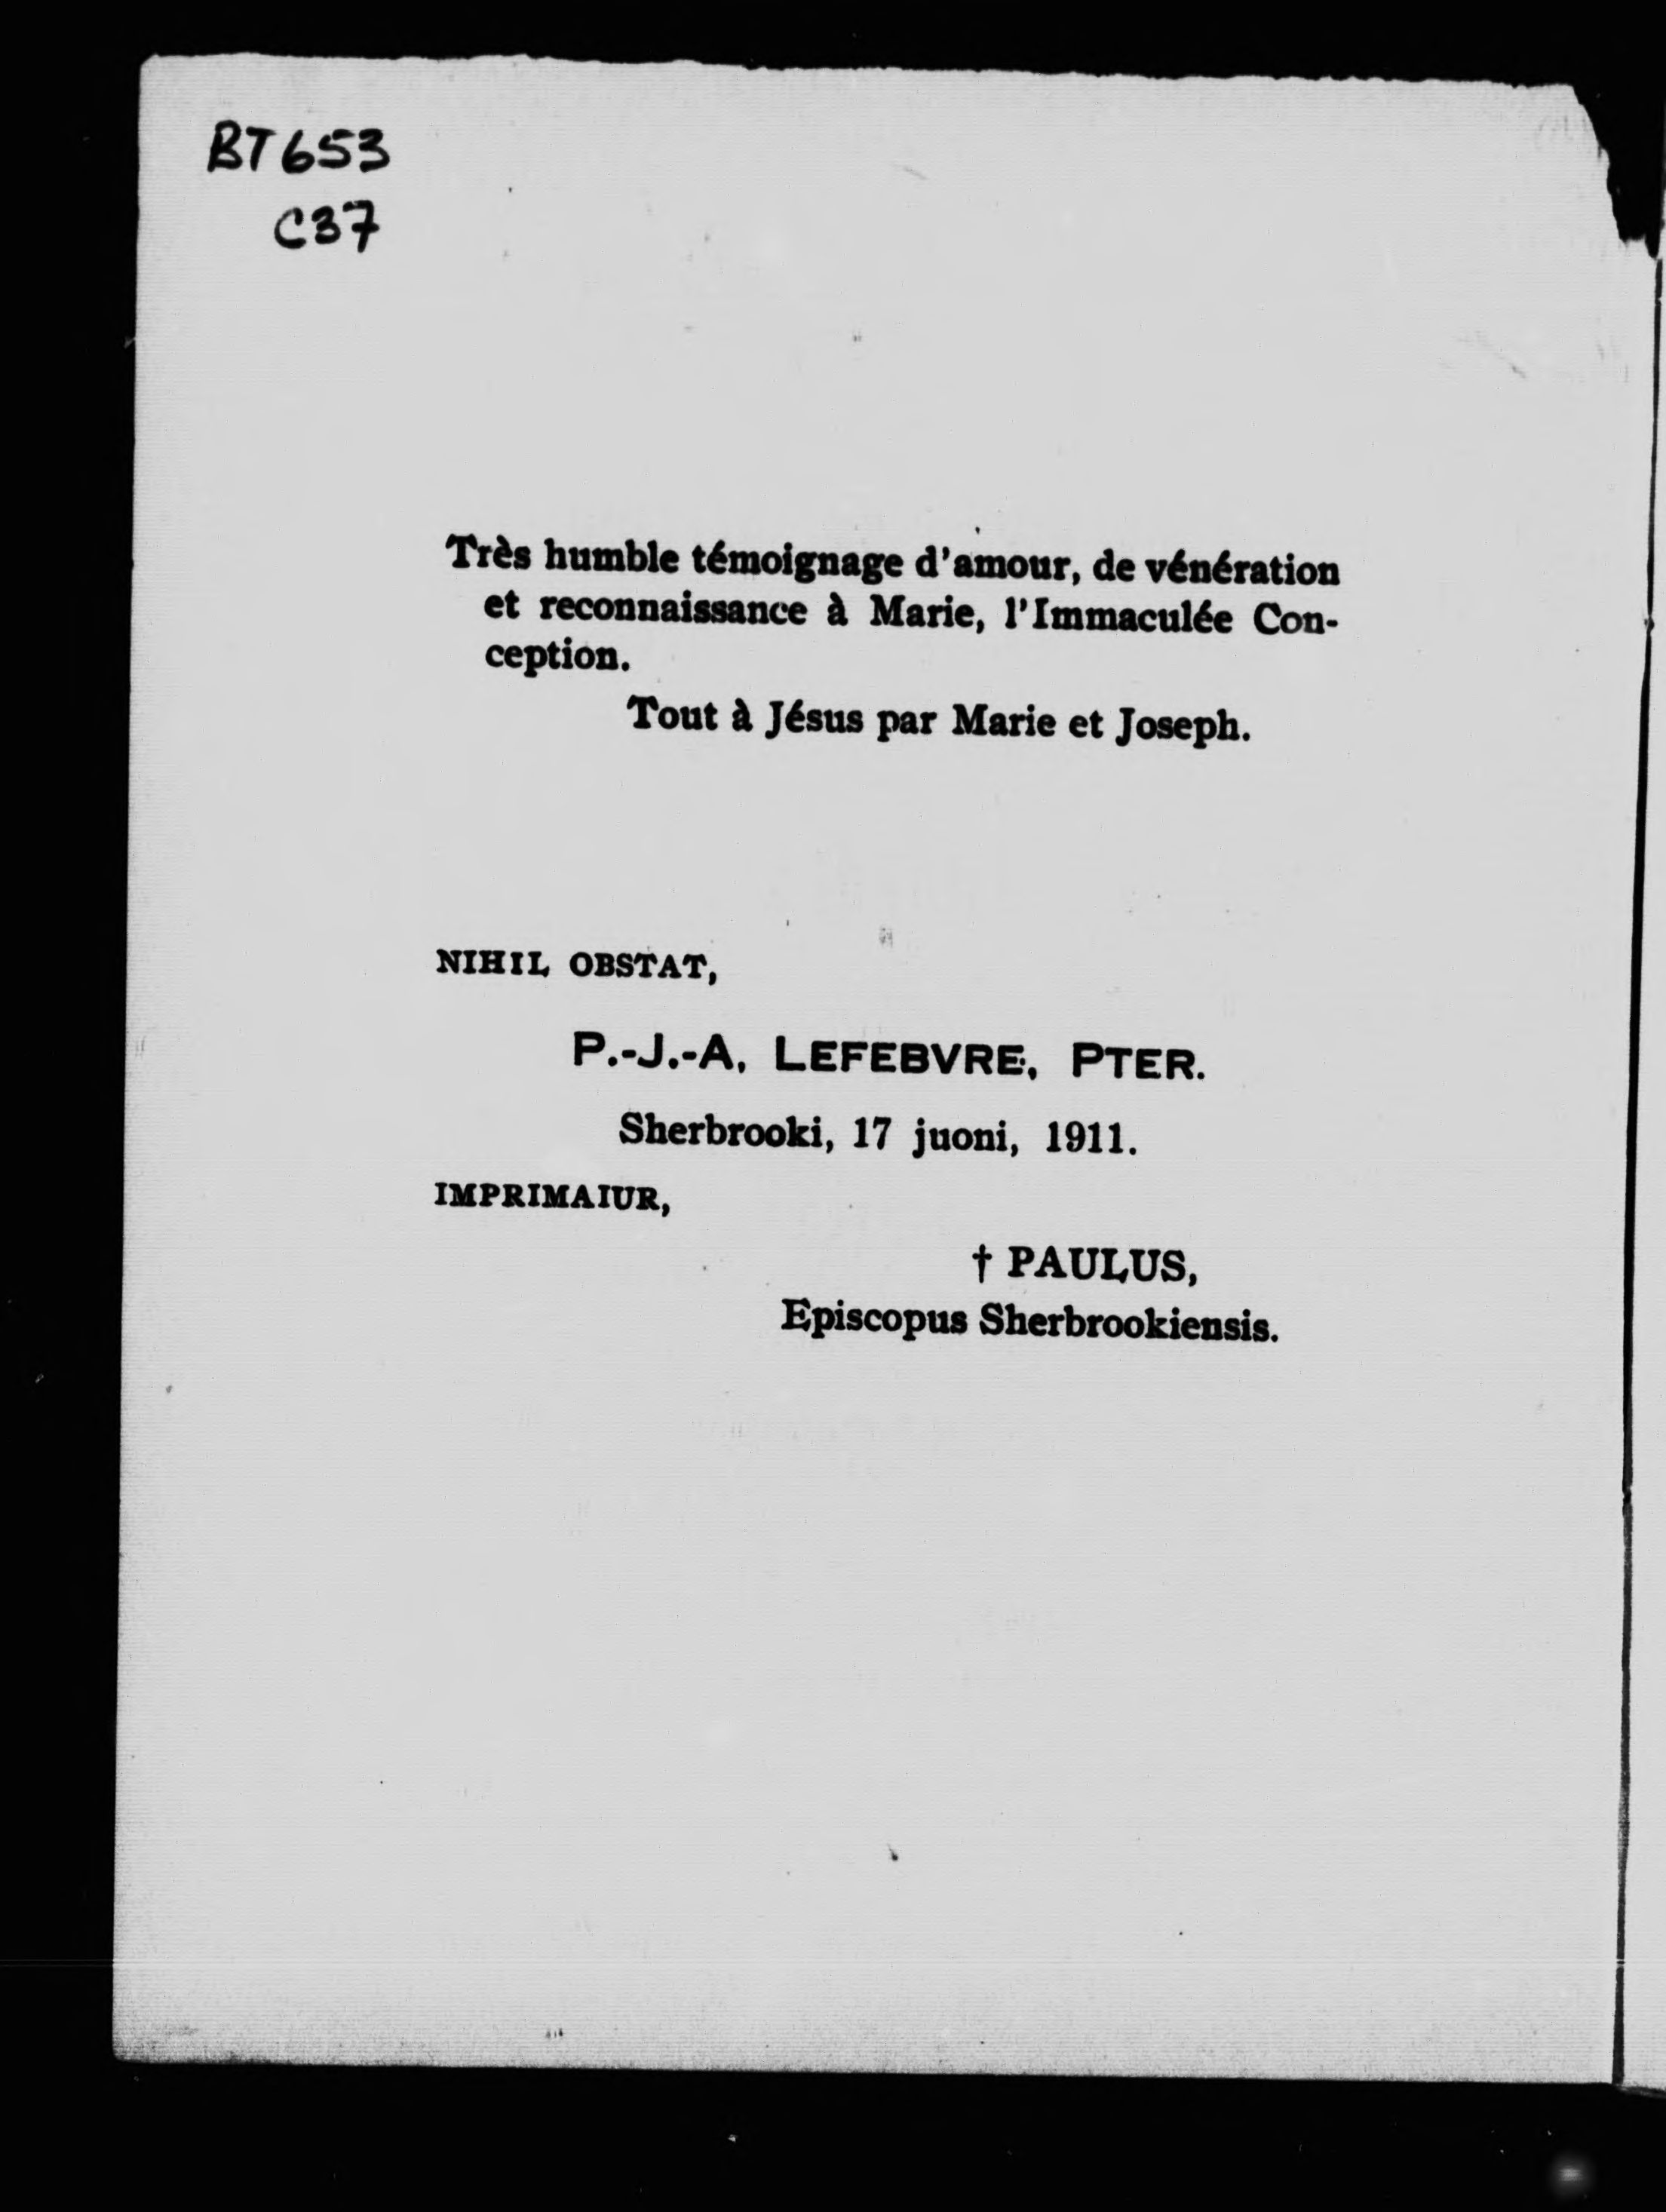 BT653
C37
Très humble témoignage d'amour, de vénération
et reconnaissance à Marie, l'Immaculée Con-
ception.
Tout à Jésus par Marie et Joseph.
NIHIL OBSTAT,
P.-J.-A, LEFEBVRE, PTER.
Sherbrooki, 17 juoni, 1911.
IMPRIMAIUR,
† PAULUS,
Episcopus Sherbrookiensis.